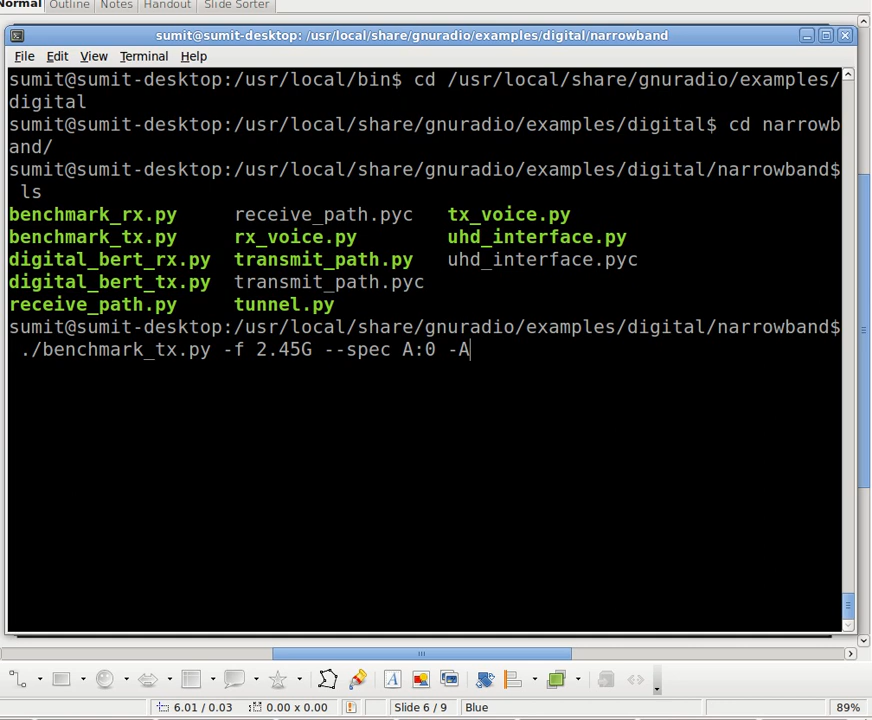 Normal Outline Notes Handout Slide Sorter
sumit@sumit-desktop: /usr/local/share/gnuradio/examples/digital/narrowband
File Edit View Terminal Help
sumit@sumit-desktop:/usr/local/bin$ cd /usr/local/share/gnuradio/examples/
digital
sumit@sumit-desktop:/usr/local/share/gnuradio/examples/digital$ cd narrowb
and/
sumit@sumit-desktop:/usr/local/share/gnuradio/examples/digital/narrowband$
ls
benchmark_rx.py receive_path.pyc tx_voice.py
benchmark_tx.py rx_voice.py uhd_interface.py
digital_bert_rx.py transmit_path.py uhd_interface.pyc
digital_bert_tx.py transmit_path.pyc
receive_path.py tunnel.py
sumit@sumit-desktop:/usr/local/share/gnuradio/examples/digital/narrowband$
./benchmark_tx.py -f 2.45G --spec A:0 -A
6.01 / 0.03 0.00 x 0.00 Slide 6 / 9 Blue 89%